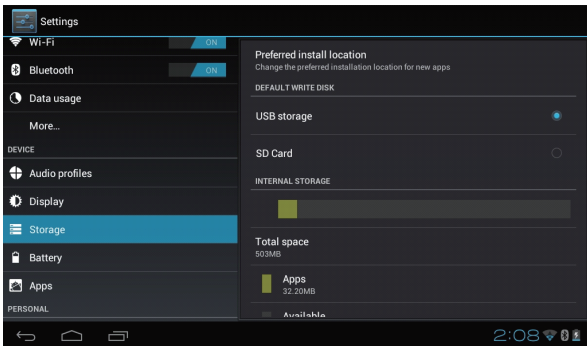 Settings
Wi-Fi
ON
Bluetooth
ON
Data usage
More...
DEVICE
Audio profiles
Display
Storage
Battery
Apps
PERSONAL
Preferred install location
Change the preferred installation location for new apps
DEFAULT WRITE DISK
USB storage
SD Card
INTERNAL STORAGE
Total space
503MB
Apps
32.20MB
Available
2:08